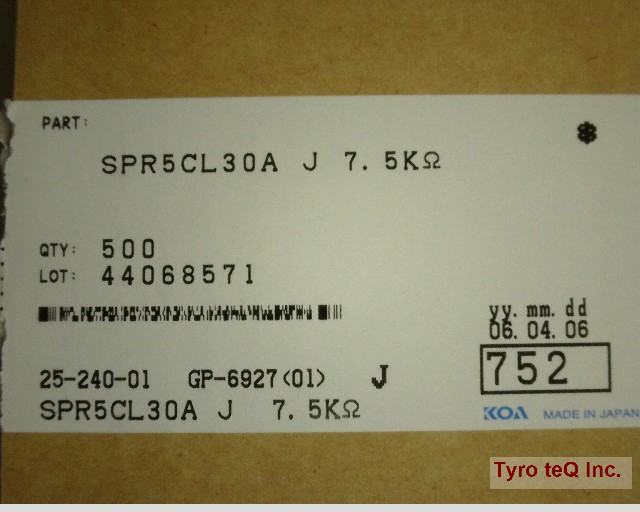 PART:
✽
SPR5CL30A J 7.5KΩ
QTY: 500
LOT: 44068571
yy.mm.dd
06.04.06
752
25-240-01 GP-6927(01) J
SPR5CL30A J 7.5KΩ
KOA MADE IN JAPAN
Tyro teQ Inc.